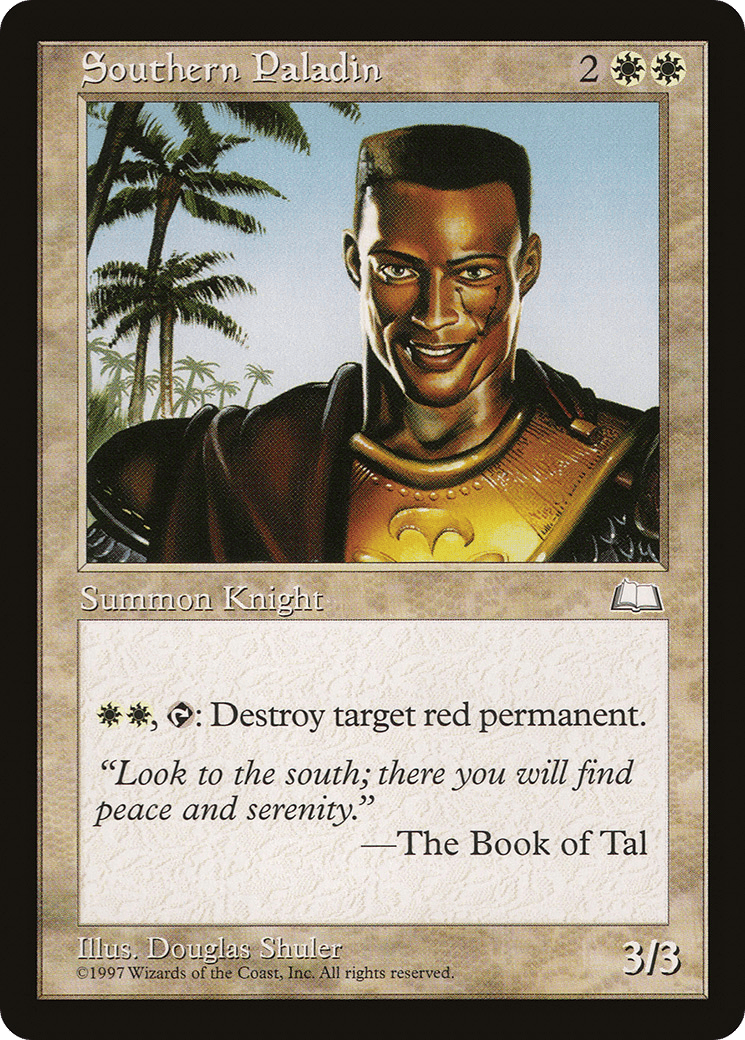 Southern Paladin 2
Summon Knight
, : Destroy target red permanent.
“Look to the south; there you will find
peace and serenity.”
—The Book of Tal
Illus. Douglas Shuler
©1997 Wizards of the Coast, Inc. All rights reserved.
3/3